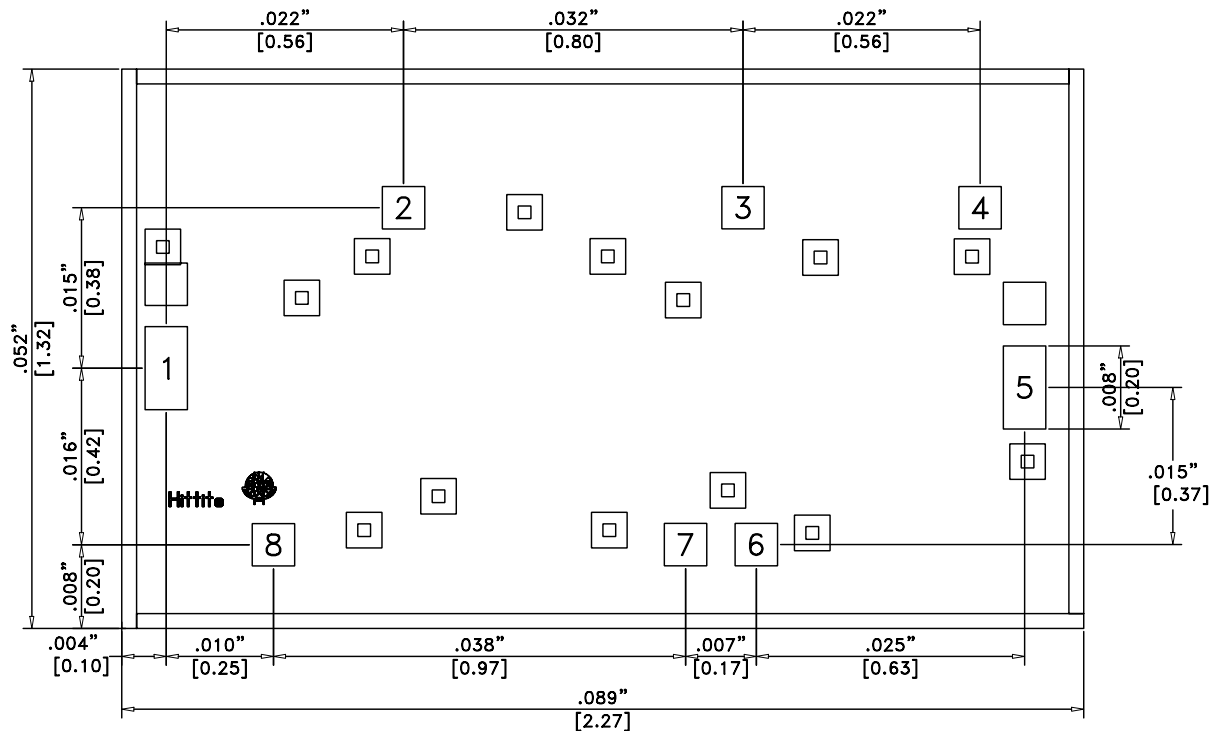 .022” .032” .022”
[0.56] [0.80] [0.56]
2 3 4
.015”
[0.38]
.052”
[1.32]
1
5
.008”
[0.20]
.016”
[0.42]
.015”
[0.37]
Hittite
8 7 6
.008”
[0.20]
.004” .010” .038” .007” .025”
[0.10] [0.25] [0.97] [0.17] [0.63]
.089”
[2.27]